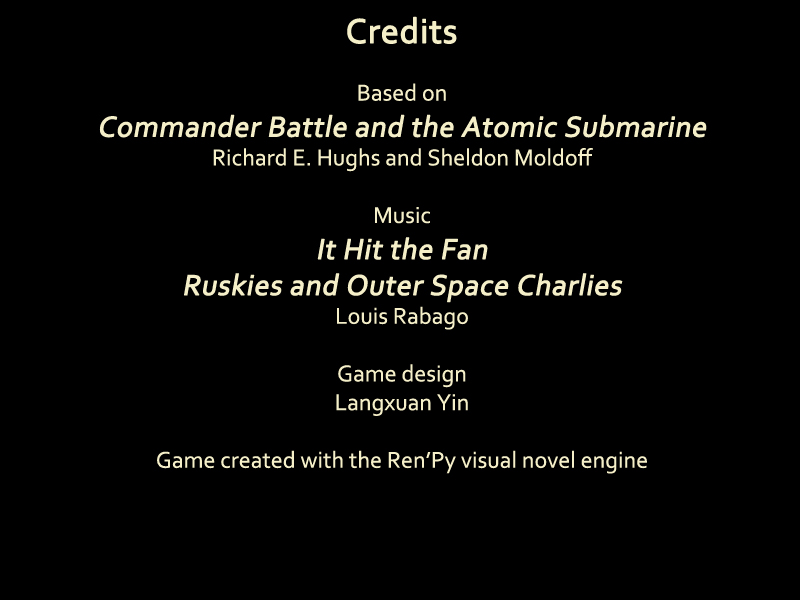 Credits
Based on
Commander Battle and the Atomic Submarine
Richard E. Hughs and Sheldon Moldoff
Music
It Hit the Fan
Ruskies and Outer Space Charlies
Louis Rabago
Game design
Langxuan Yin
Game created with the Ren’Py visual novel engine